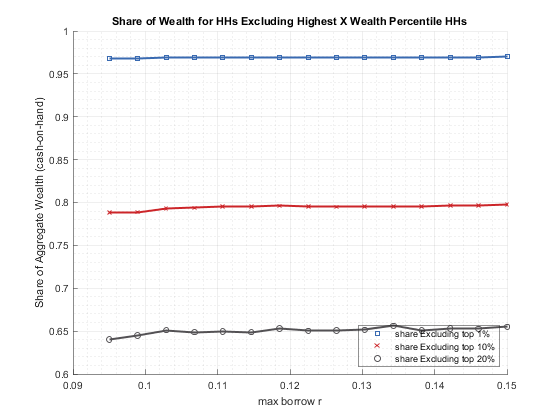 Share of Wealth for HHs Excluding Highest X Wealth Percentile HHs
Share of Aggregate Wealth (cash-on-hand)
1
0.95
0.9
0.85
0.8
0.75
0.7
0.65
0.6
share Excluding top 1%
share Excluding top 10%
share Excluding top 20%
0.09
0.1
0.11
0.12
0.13
0.14
0.15
max borrow r